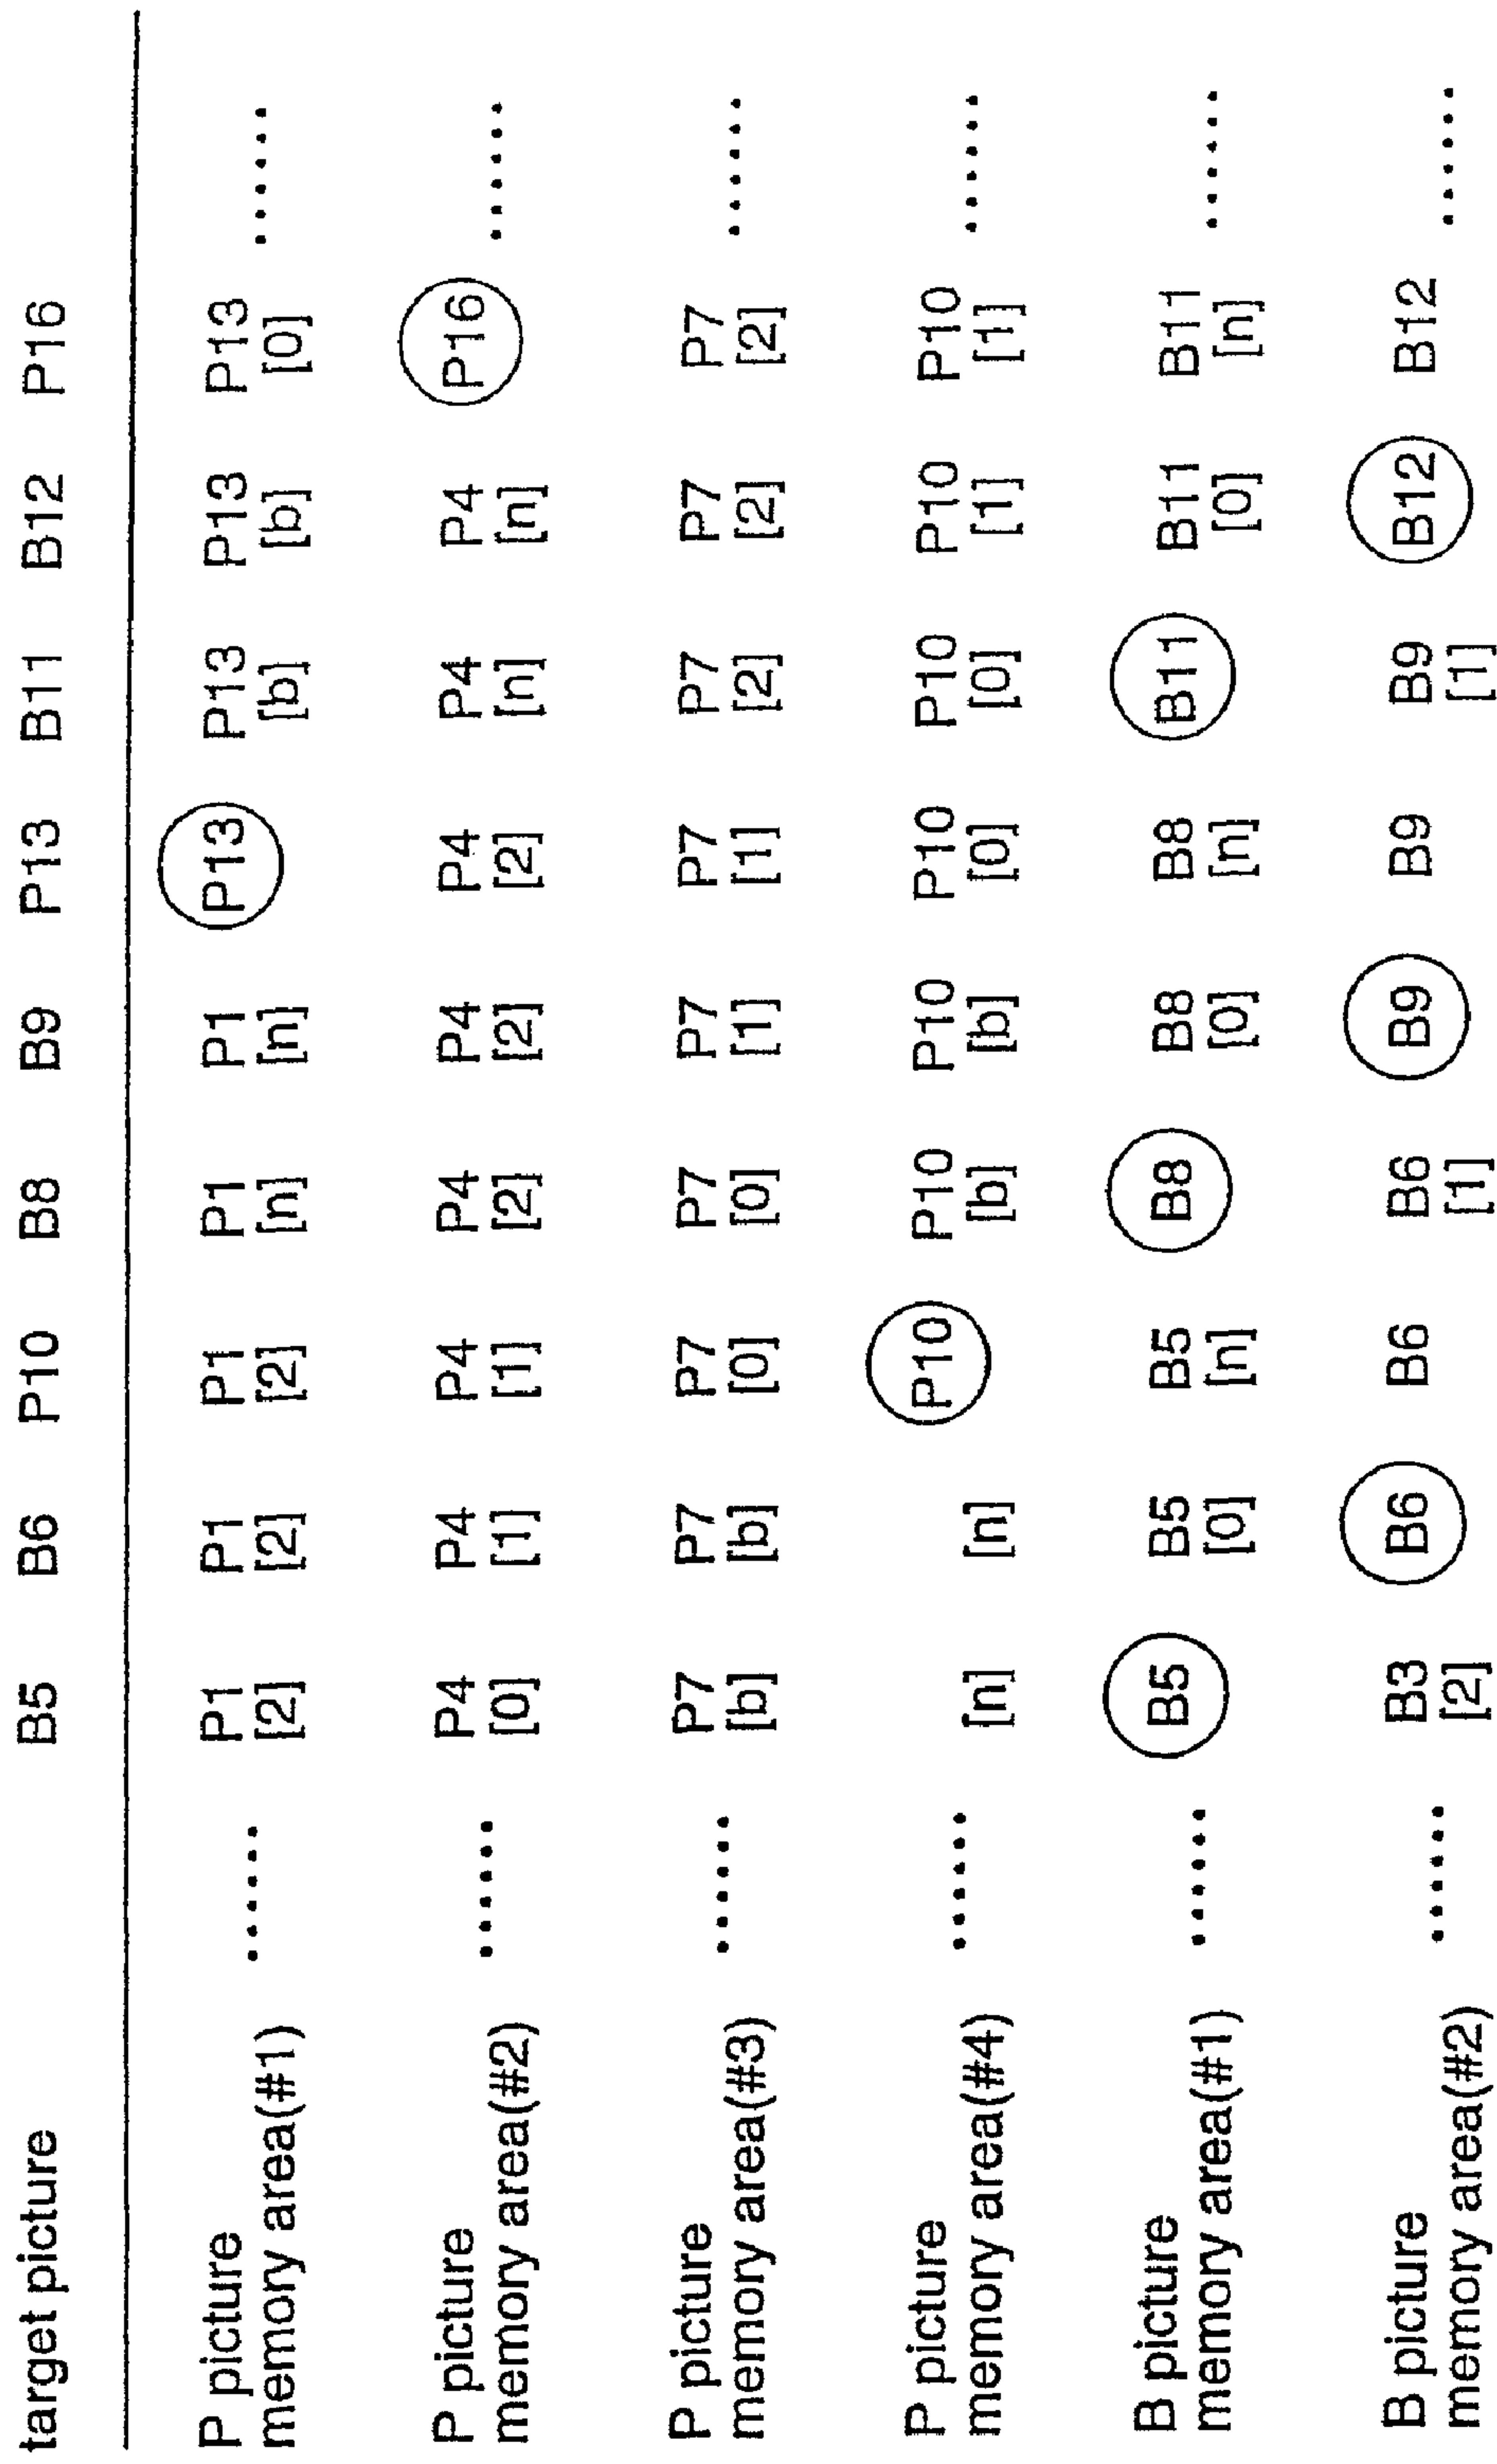 target picture B5 B6 P10 B8 B9 P13 B11 B12 P16
P picture ...... P1 P1 P1 P1 P1 P13 P13 P13 P13 ......
memory area(#1) [2] [2] [2] [n] [n] [b] [b] [0]
P picture ...... P4 P4 P4 P4 P4 P4 P4 P4 P16 ......
memory area(#2) [0] [1] [1] [2] [2] [2] [n] [n]
P picture ...... P7 P7 P7 P7 P7 P7 P7 P7 P7 ......
memory area(#3) [b] [b] [0] [0] [1] [1] [2] [2] [2]
P picture ...... P10 P10 P10 P10 P10 P10 P10 ......
memory area(#4) [n] [n] [b] [b] [0] [0] [1] [1]
B picture ...... B5 B5 B5 B8 B8 B8 B11 B11 B11 ......
memory area(#1) [0] [n] [0] [n] [0] [n]
B picture ...... B3 B6 B6 B6 B9 B9 B9 B12 B12 ......
memory area(#2) [2] [1] [1]